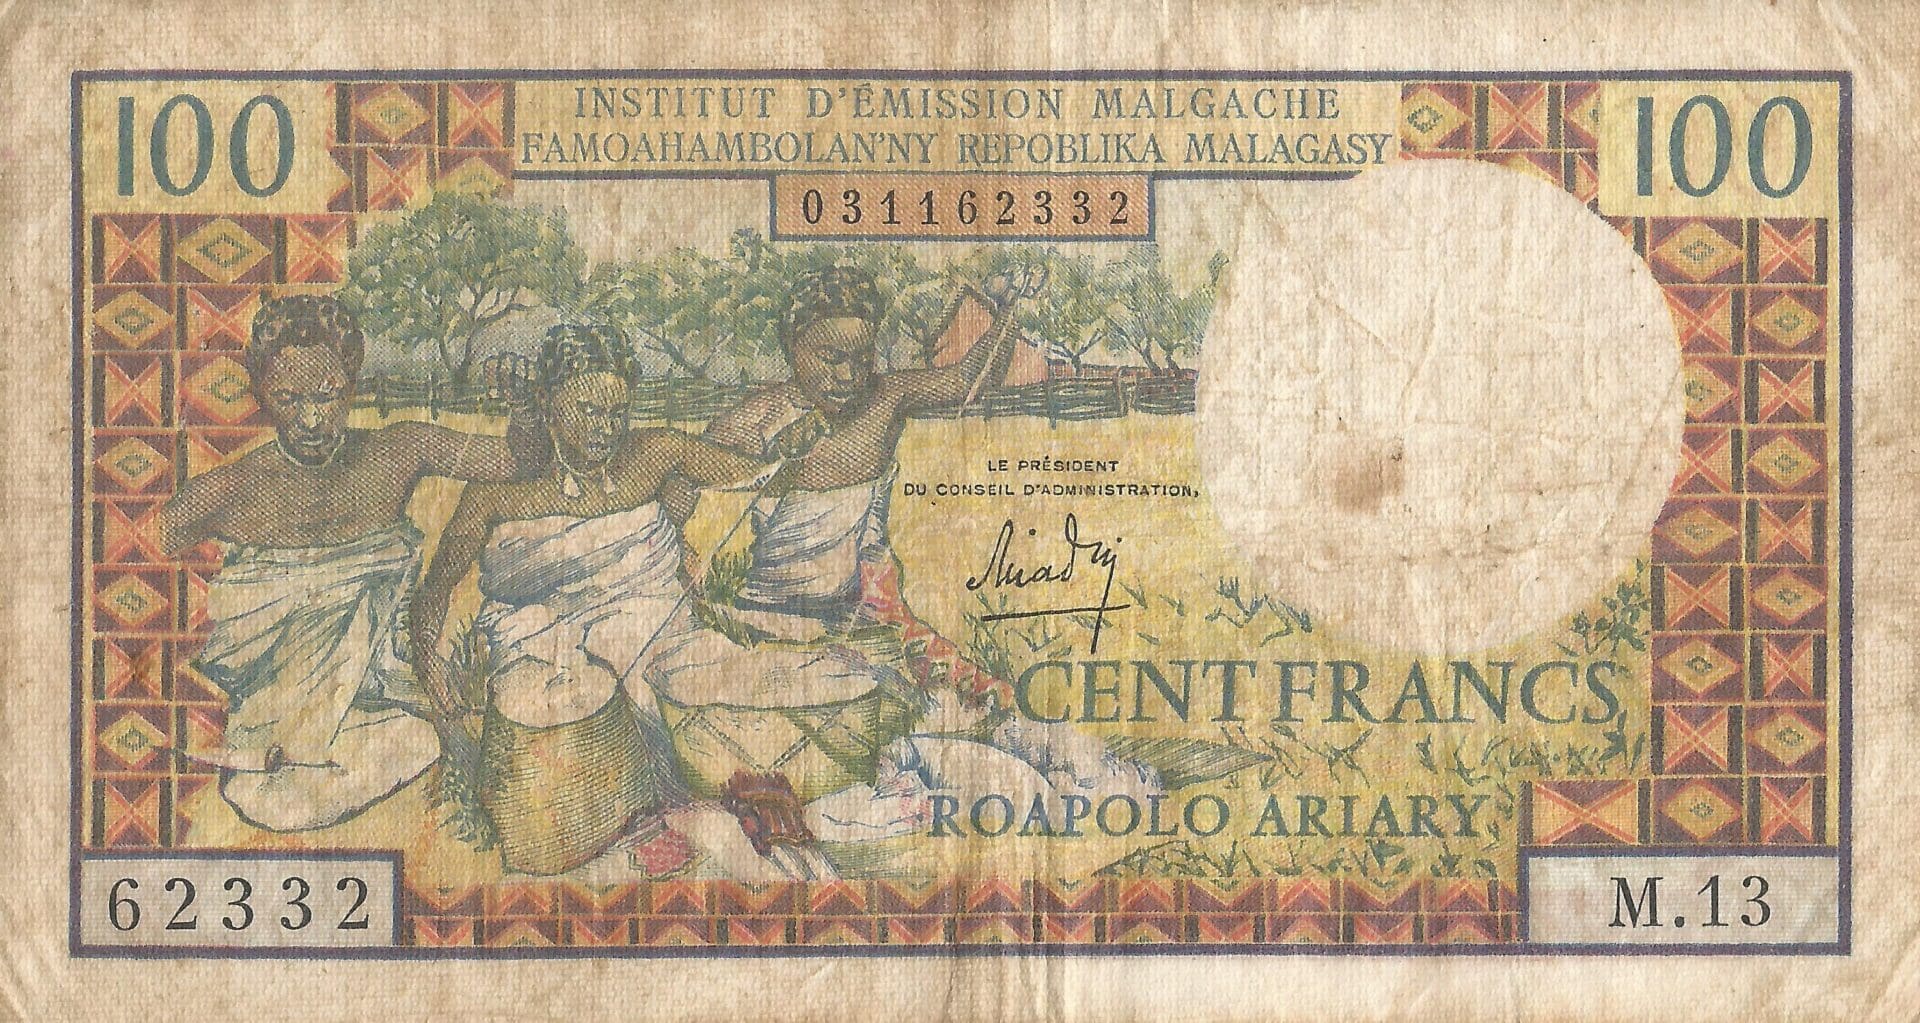 100
INSTITUT D'ÉMISSION MALGACHE
100
FAMOAHAMBOLAN'NY REPOBLIKA MALAGASY
031162332
LE PRÉSIDENT
DU CONSEIL D'ADMINISTRATION,
CENT FRANCS
ROAPOLO ARIARY
62332
M.13